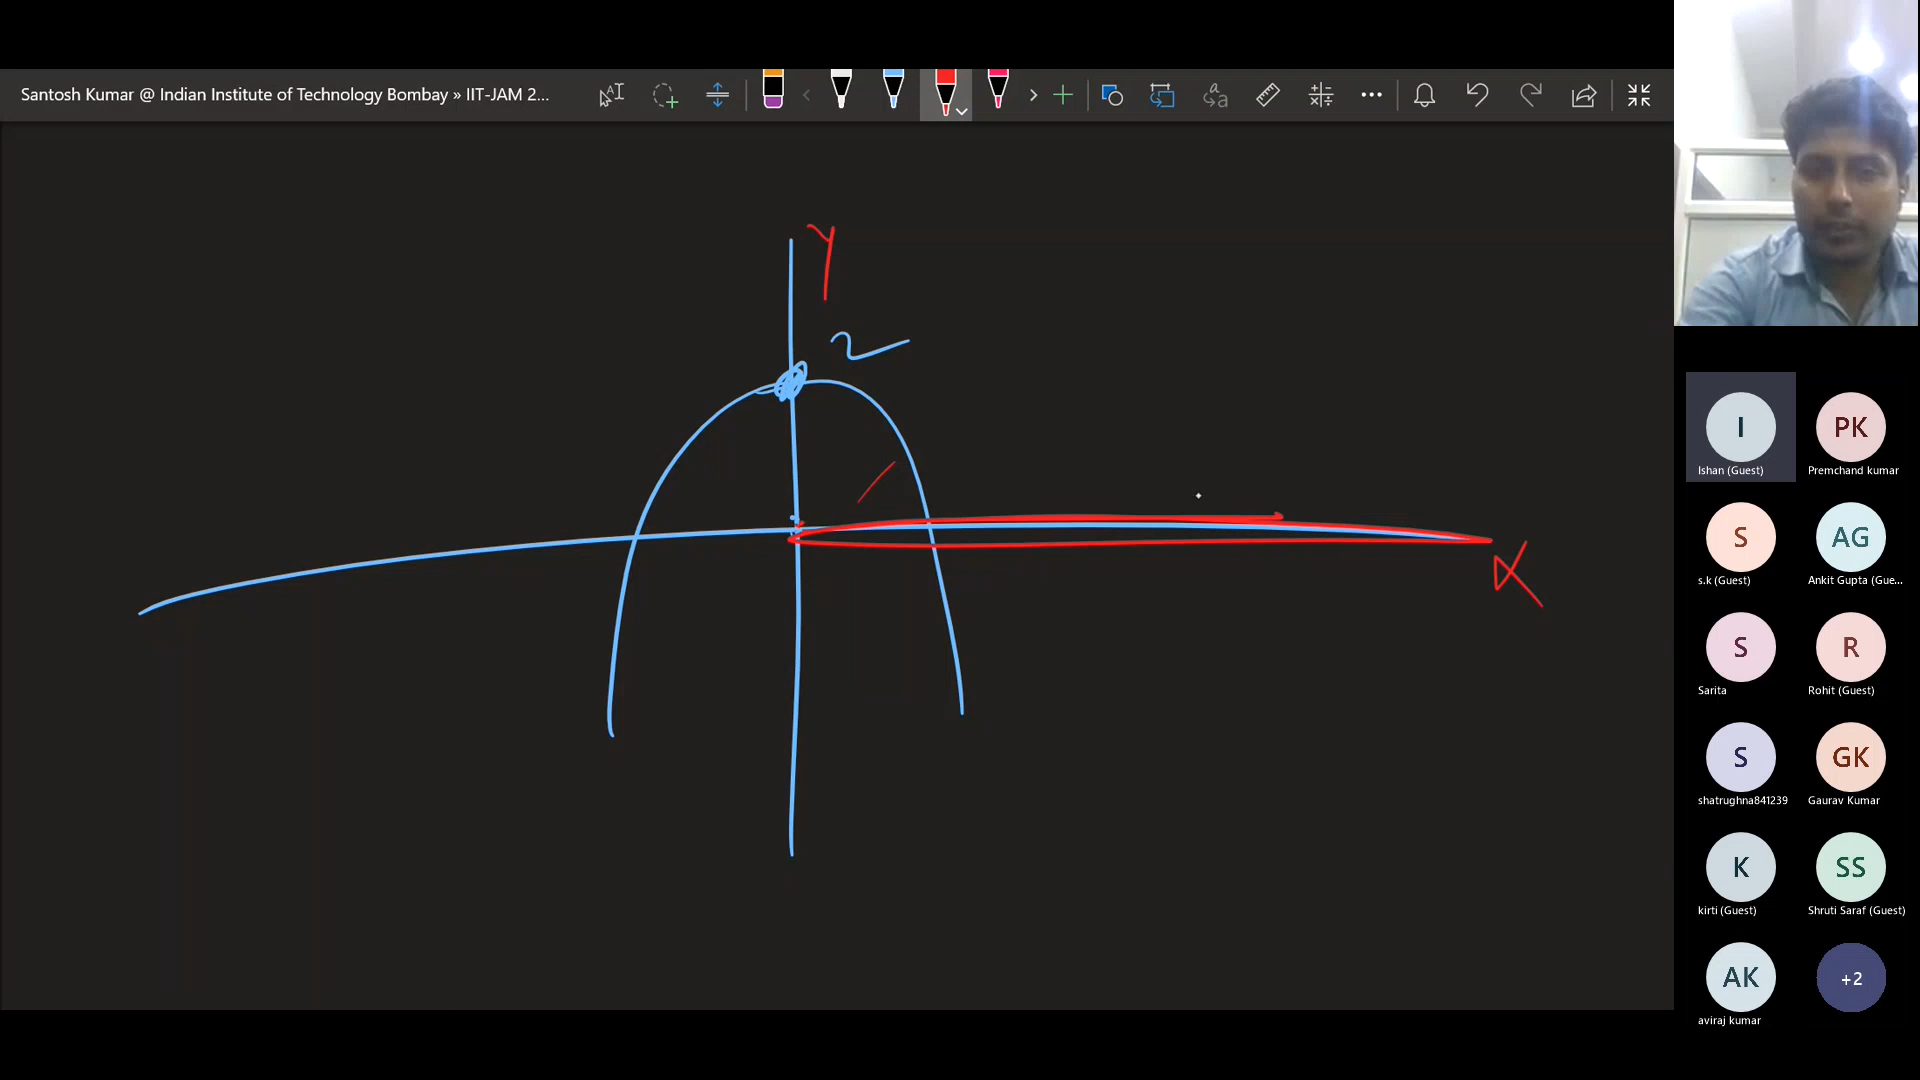 Santosh Kumar @ Indian Institute of Technology Bombay » IIT-JAM 2...
Y
2
X
I
Ishan (Guest)
PK
Premchand kumar
S
s.k (Guest)
AG
Ankit Gupta (Gue...
S
Sarita
R
Rohit (Guest)
S
shatrughna841239
GK
Gaurav Kumar
K
kirti (Guest)
SS
Shruti Saraf (Guest)
AK
aviraj kumar
+2